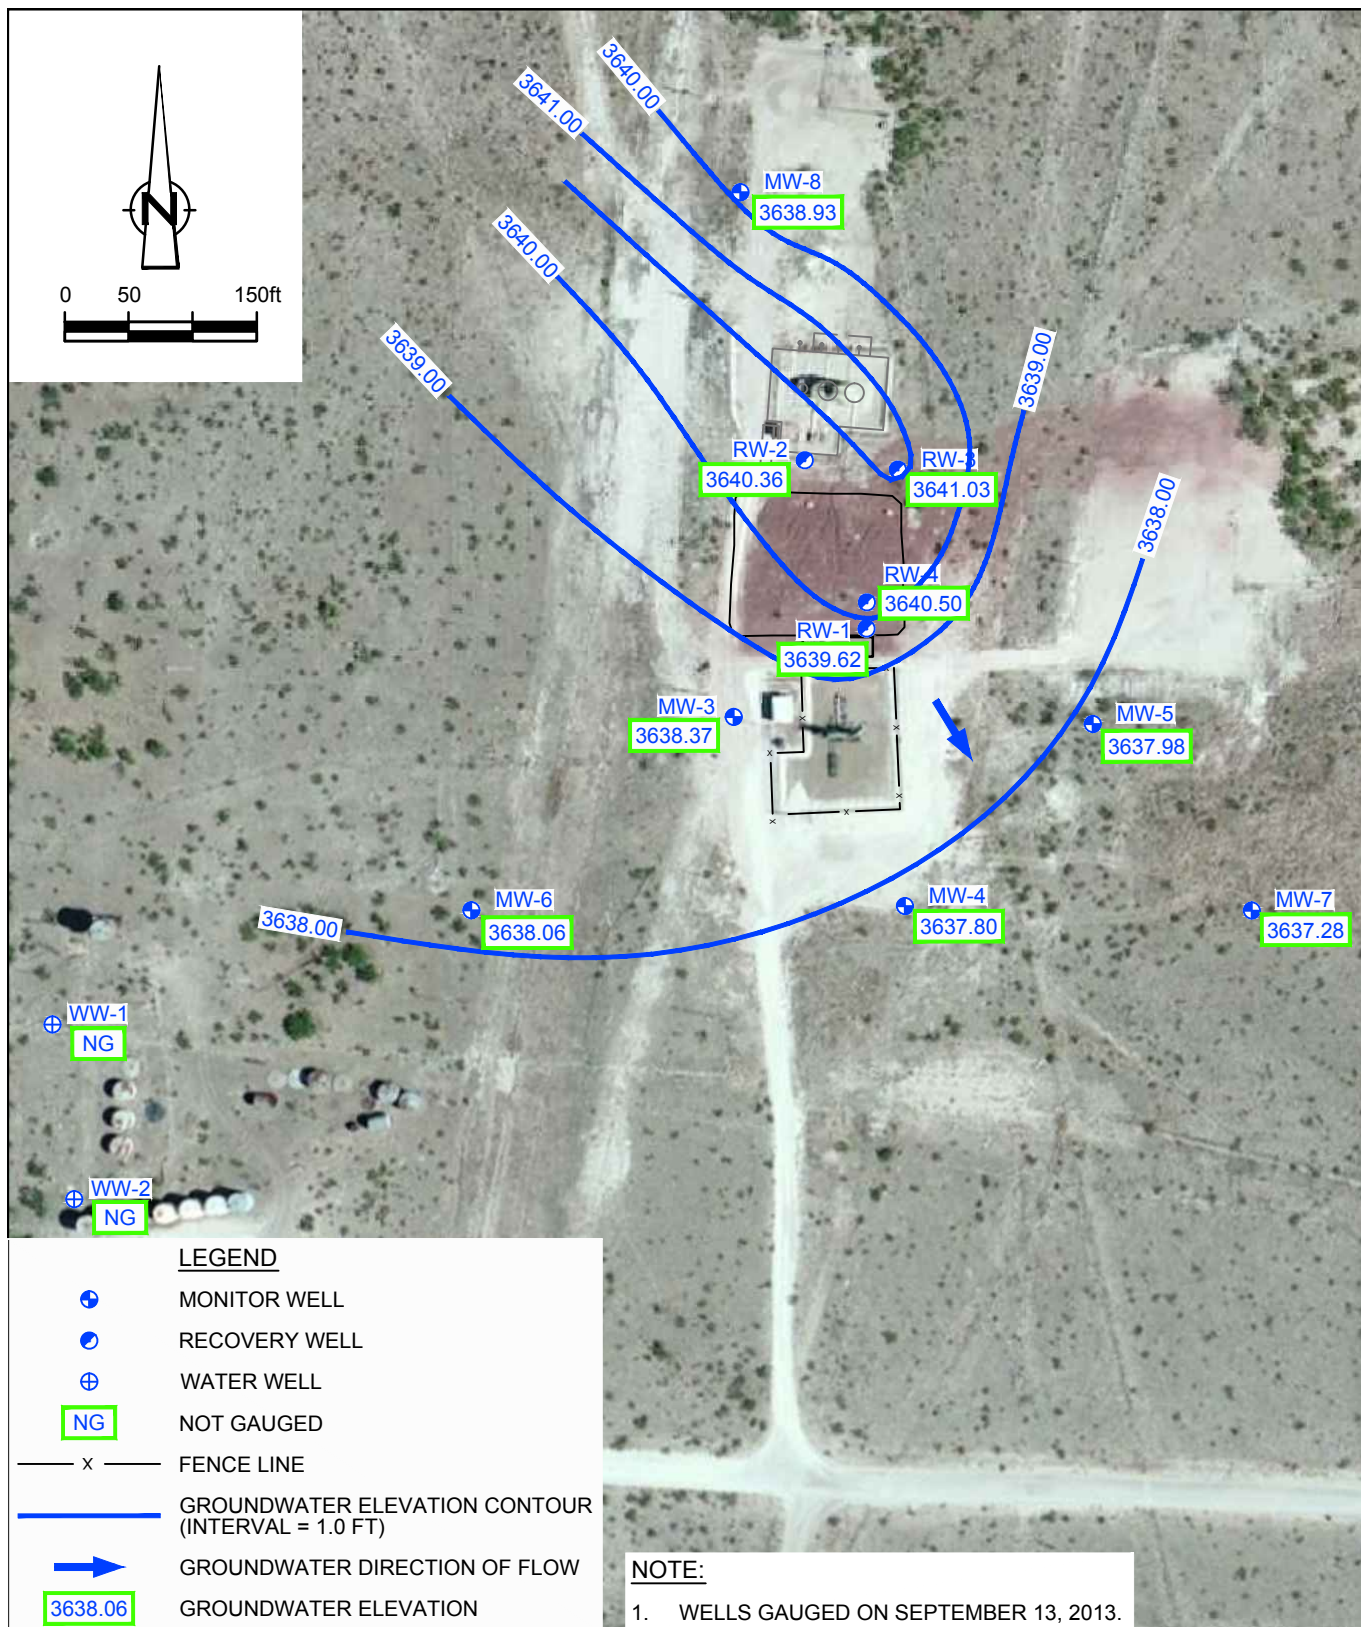 N
0 50 150ft
3640.00
3641.00
MW-8
3638.93
3640.00
3639.00
3639.00
RW-2
3640.36
RW-3
3641.03
3638.00
RW-4
3640.50
RW-1
3639.62
MW-3
3638.37
MW-5
3637.98
x
x
x
x
x
x
x
MW-6
3638.06
MW-4
3637.80
MW-7
3637.28
3638.00
WW-1
NG
WW-2
NG
LEGEND
MONITOR WELL
RECOVERY WELL
WATER WELL
NG NOT GAUGED
x FENCE LINE
GROUNDWATER ELEVATION CONTOUR
(INTERVAL = 1.0 FT)
GROUNDWATER DIRECTION OF FLOW
3638.06 GROUNDWATER ELEVATION
NOTE:
1. WELLS GAUGED ON SEPTEMBER 13, 2013.